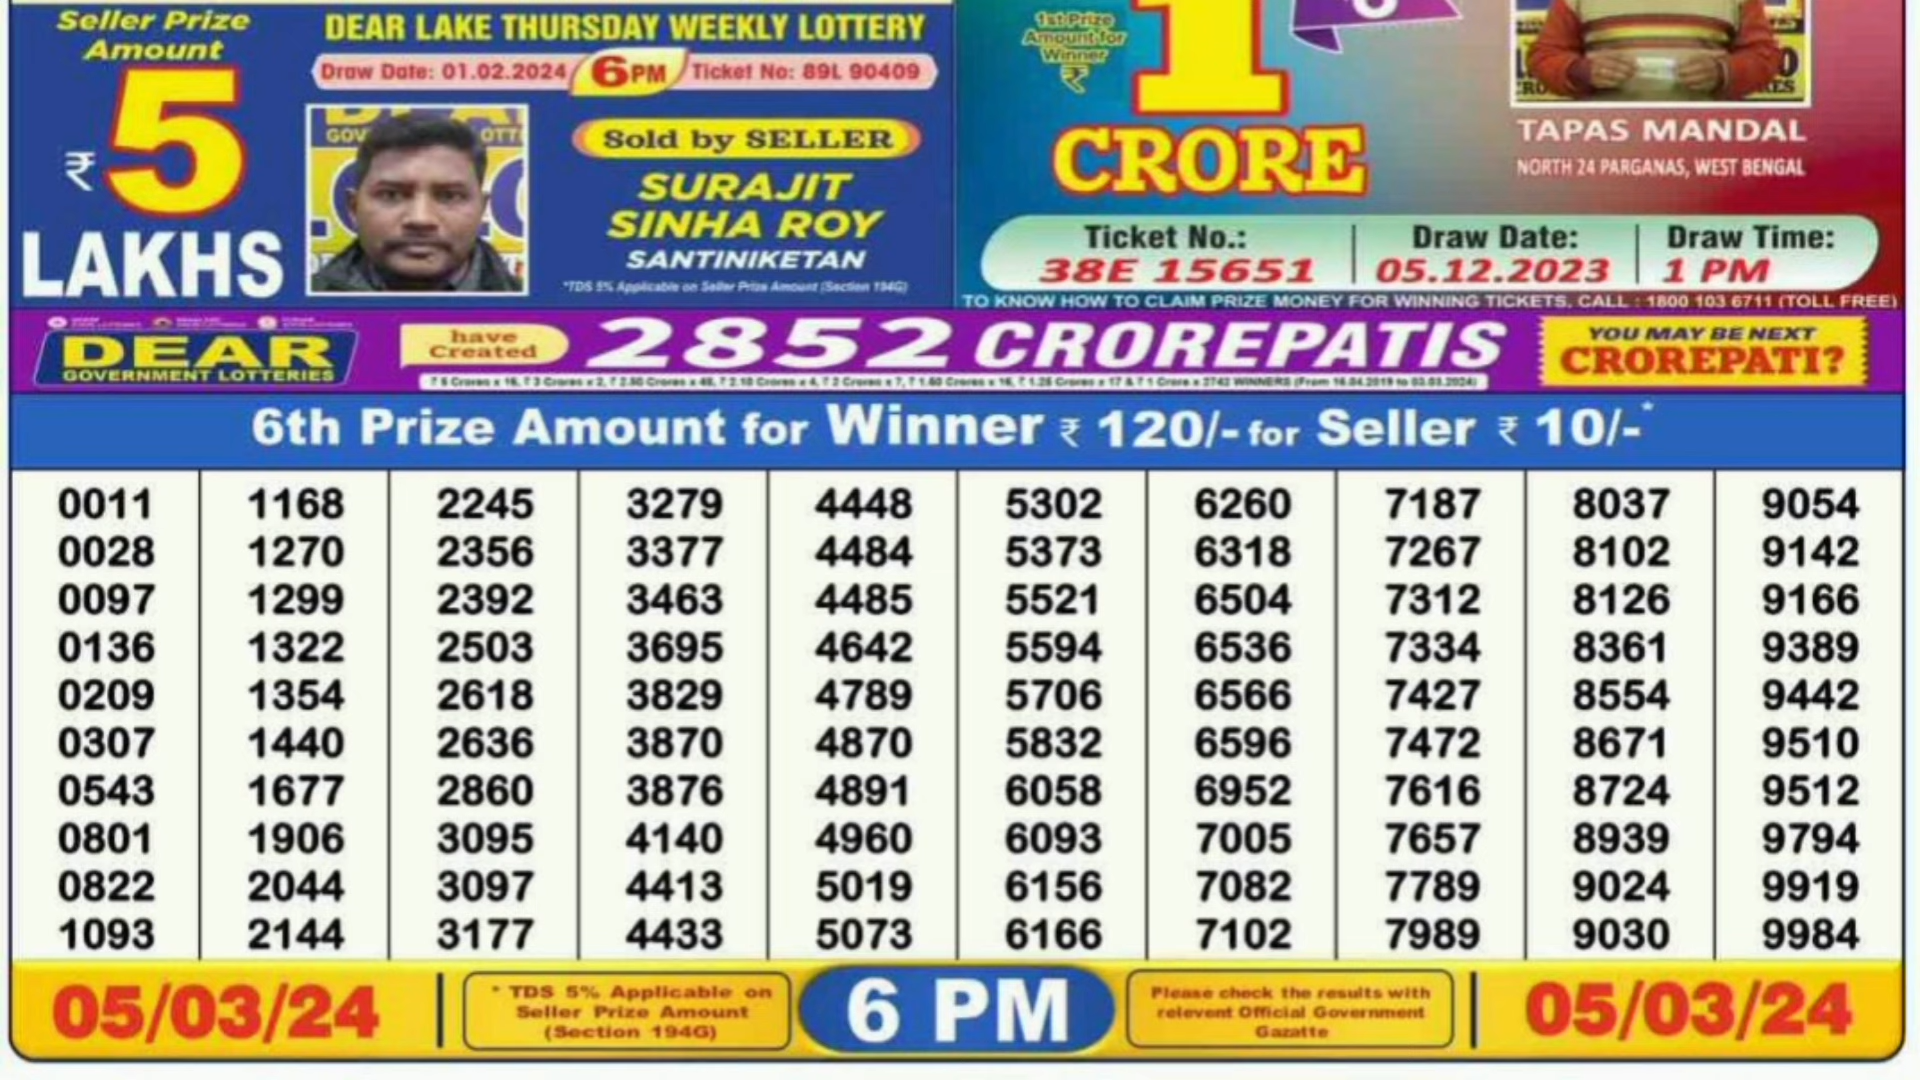 Seller Prize
Amount
₹ 5
LAKHS
DEAR LAKE THURSDAY WEEKLY LOTTERY
Draw Date: 01.02.2024 6PM Ticket No: 89L 90409
Sold by SELLER
SURAJIT
SINHA ROY
SANTINIKETAN
*TDS 5% Applicable on Seller Prize Amount (Section 194G)
1st Prize
Amount for
Winner
₹
1
CRORE
TAPAS MANDAL
NORTH 24 PARGANAS, WEST BENGAL
Ticket No.: Draw Date: Draw Time:
38E 15651 05.12.2023 1 PM
TO KNOW HOW TO CLAIM PRIZE MONEY FOR WINNING TICKETS, CALL : 1800 103 6711 (TOLL FREE)
DEAR
GOVERNMENT LOTTERIES
have
Created
2852 CROREPATIS
YOU MAY BE NEXT
CROREPATI?
6th Prize Amount for Winner ₹ 120/- for Seller ₹ 10/-*
0011 1168 2245 3279 4448 5302 6260 7187 8037 9054
0028 1270 2356 3377 4484 5373 6318 7267 8102 9142
0097 1299 2392 3463 4485 5521 6504 7312 8126 9166
0136 1322 2503 3695 4642 5594 6536 7334 8361 9389
0209 1354 2618 3829 4789 5706 6566 7427 8554 9442
0307 1440 2636 3870 4870 5832 6596 7472 8671 9510
0543 1677 2860 3876 4891 6058 6952 7616 8724 9512
0801 1906 3095 4140 4960 6093 7005 7657 8939 9794
0822 2044 3097 4413 5019 6156 7082 7789 9024 9919
1093 2144 3177 4433 5073 6166 7102 7989 9030 9984
05/03/24
* TDS 5% Applicable on
Seller Prize Amount
(Section 194G)
6 PM
Please check the results with
relevent Official Government
Gazatte
05/03/24